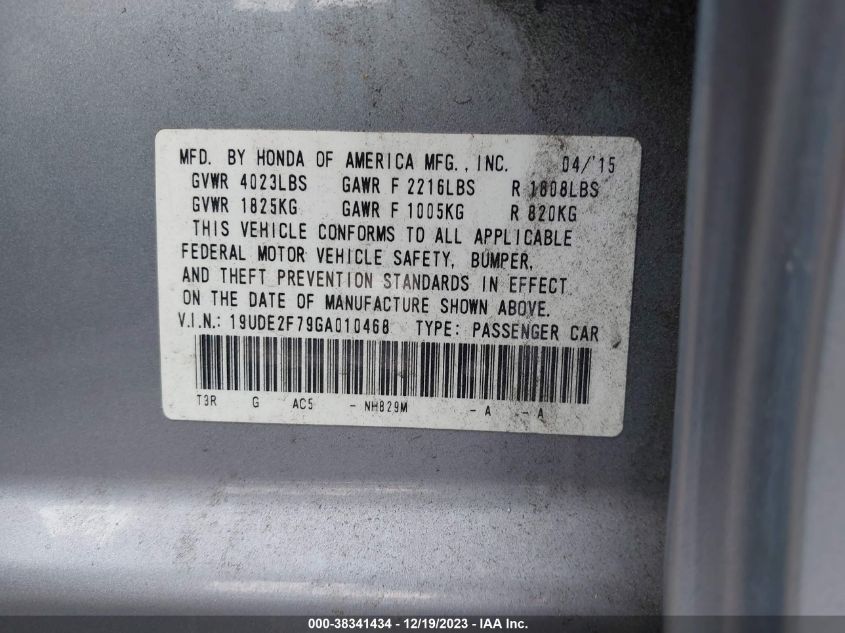 MFD. BY HONDA OF AMERICA MFG., INC. 04/'15
GVWR 4023LBS GAWR F 2216LBS R 1808LBS
GVWR 1825KG GAWR F 1005KG R 820KG
THIS VEHICLE CONFORMS TO ALL APPLICABLE
FEDERAL MOTOR VEHICLE SAFETY, BUMPER,
AND THEFT PREVENTION STANDARDS IN EFFECT
ON THE DATE OF MANUFACTURE SHOWN ABOVE.
V.I.N.: 19UDE2F79GA010468 TYPE: PASSENGER CAR
T3R G AC5 - NH829M - A - A
000-38341434 - 12/19/2023 - IAA Inc.